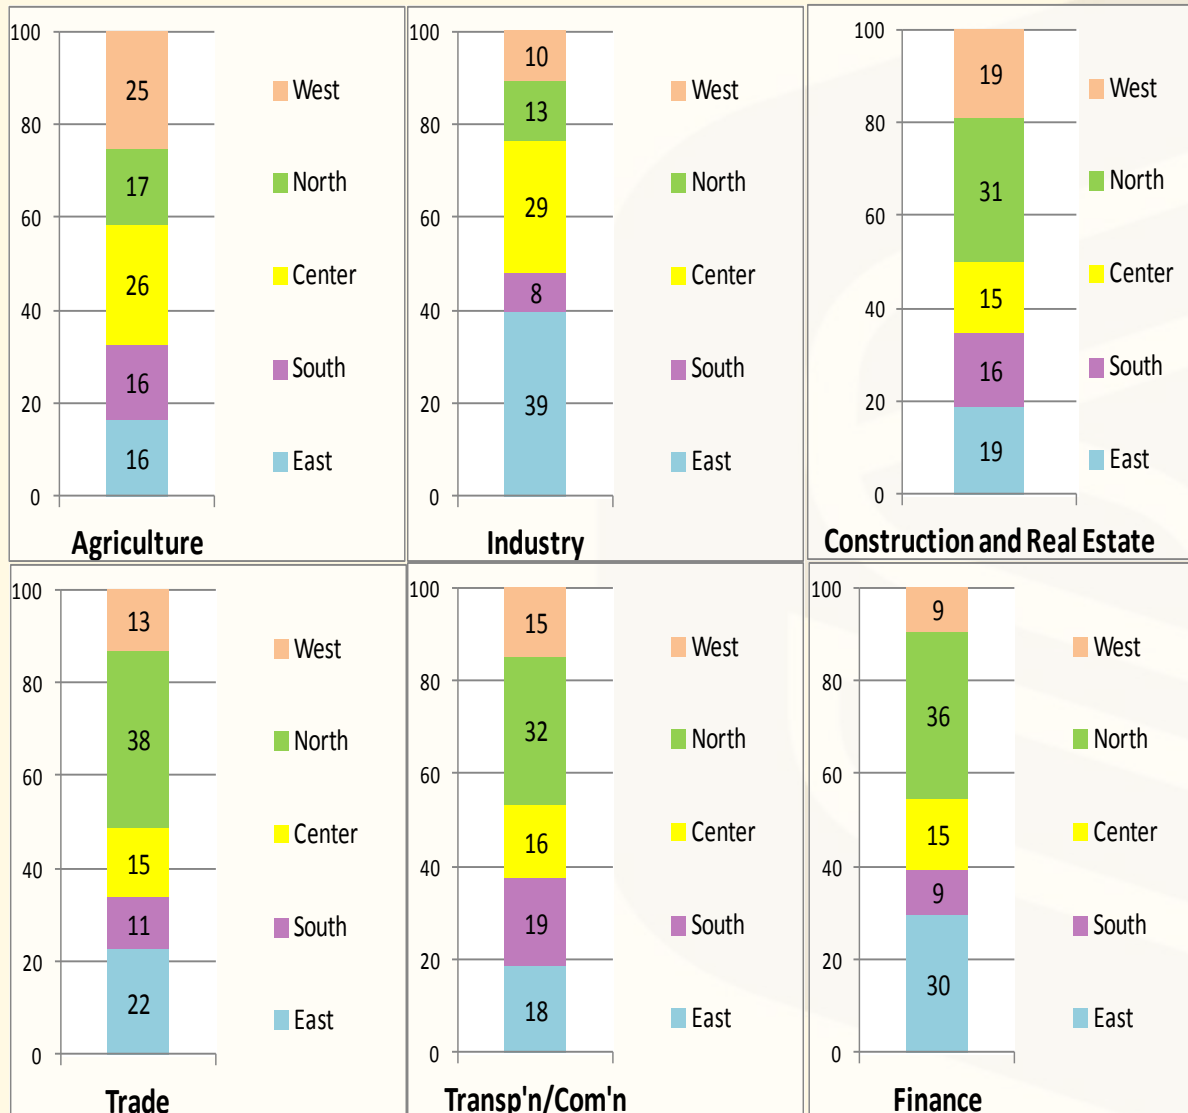 100
80
60
40
20
0
25
17
26
16
16
West
North
Center
South
East
Agriculture
100
80
60
40
20
0
10
13
29
8
39
West
North
Center
South
East
Industry
100
80
60
40
20
0
19
31
15
16
19
West
North
Center
South
East
Construction and Real Estate
100
80
60
40
20
0
13
38
15
11
22
West
North
Center
South
East
Trade
100
80
60
40
20
0
15
32
16
19
18
West
North
Center
South
East
Transp'n/Com'n
100
80
60
40
20
0
9
36
15
9
30
West
North
Center
South
East
Finance